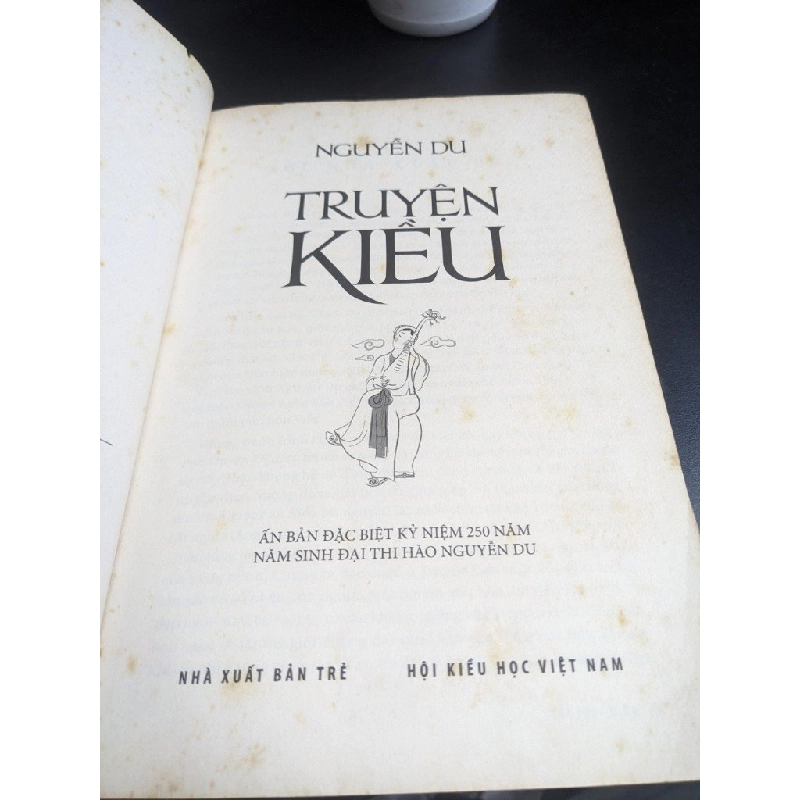 NGUYỄN DU
TRUYỆN
KIỀU
ẤN BẢN ĐẶC BIỆT KỶ NIỆM 250 NĂM
NĂM SINH ĐẠI THI HÀO NGUYỄN DU
NHÀ XUẤT BẢN TRẺ HỘI KIỀU HỌC VIỆT NAM